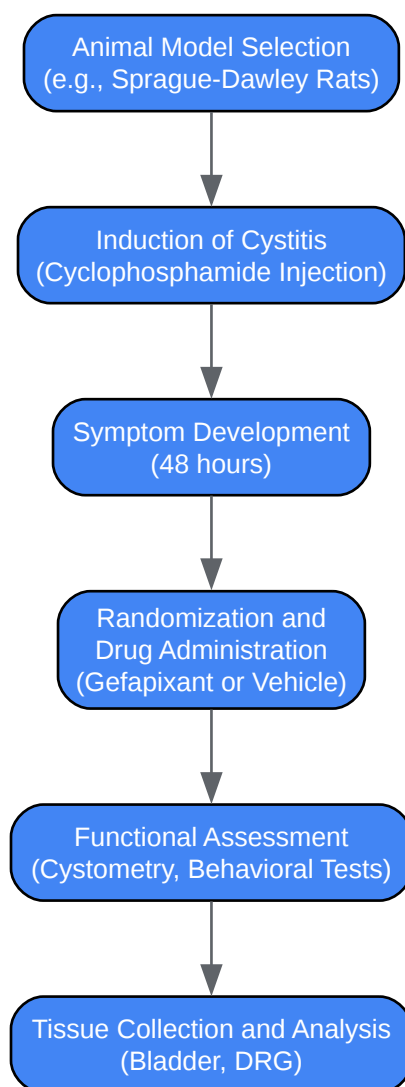 Animal Model Selection
(e.g., Sprague-Dawley Rats)
Induction of Cystitis
(Cyclophosphamide Injection)
Symptom Development
(48 hours)
Randomization and
Drug Administration
(Gefapixant or Vehicle)
Functional Assessment
(Cystometry, Behavioral Tests)
Tissue Collection and Analysis
(Bladder, DRG)